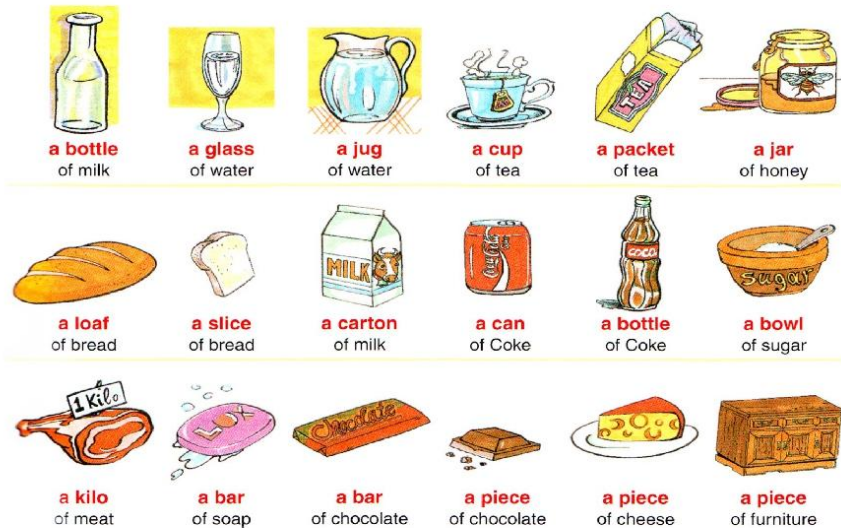 TEA
a bottle a glass a jug a cup a packet a jar
of milk of water of water of tea of tea of honey
MILK
Coca-Cola
COCA
sugar
a loaf a slice a carton a can a bottle a bowl
of bread of bread of milk of Coke of Coke of sugar
1 Kilo
LUX
Chocolate
a kilo a bar a bar a piece a piece a piece
of meat of soap of chocolate of chocolate of cheese of furniture